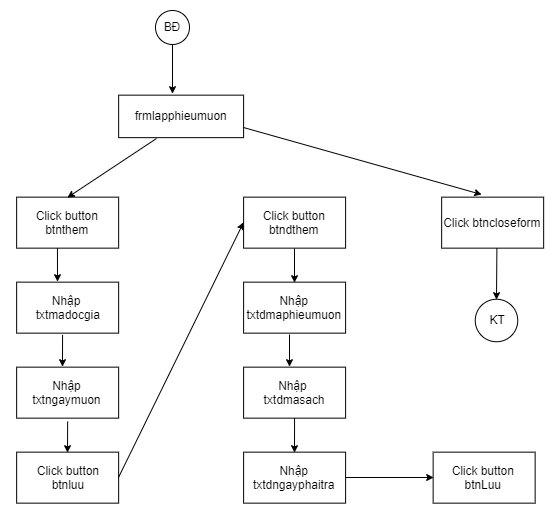 BĐ
frmlapphieumuon
Click button
btnthem
Click button
btndthem
Click btncloseform
Nhập
txtmadocgia
Nhập
txtdmaphieumuon
KT
Nhập
txtngaymuon
Nhập
txtdmasach
Click button
btnluu
Nhập
txtdngayphaitra
Click button
btnLuu